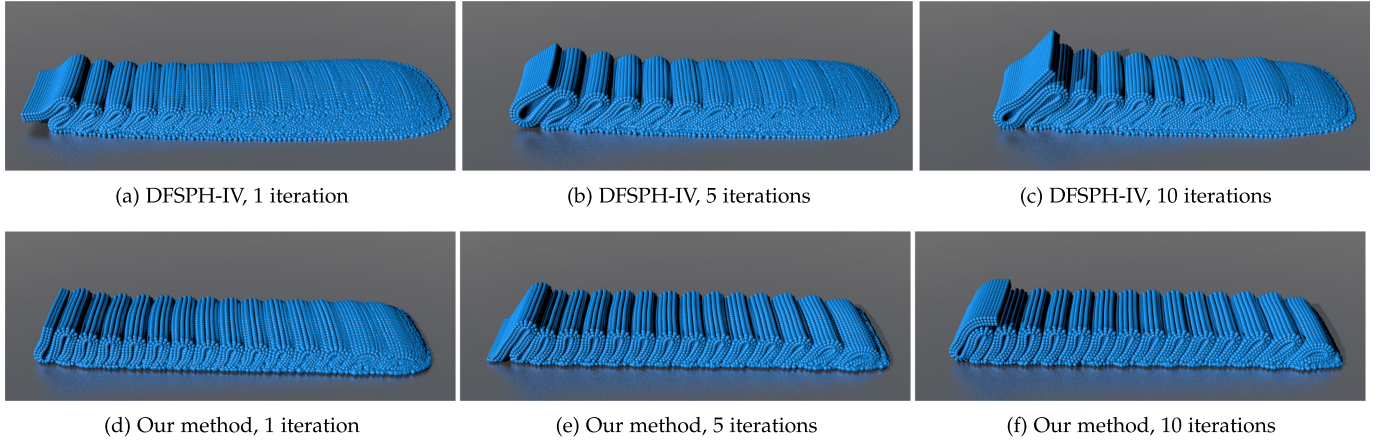 (a) DFSPH-IV, 1 iteration
(b) DFSPH-IV, 5 iterations
(c) DFSPH-IV, 10 iterations
(d) Our method, 1 iteration
(e) Our method, 5 iterations
(f) Our method, 10 iterations